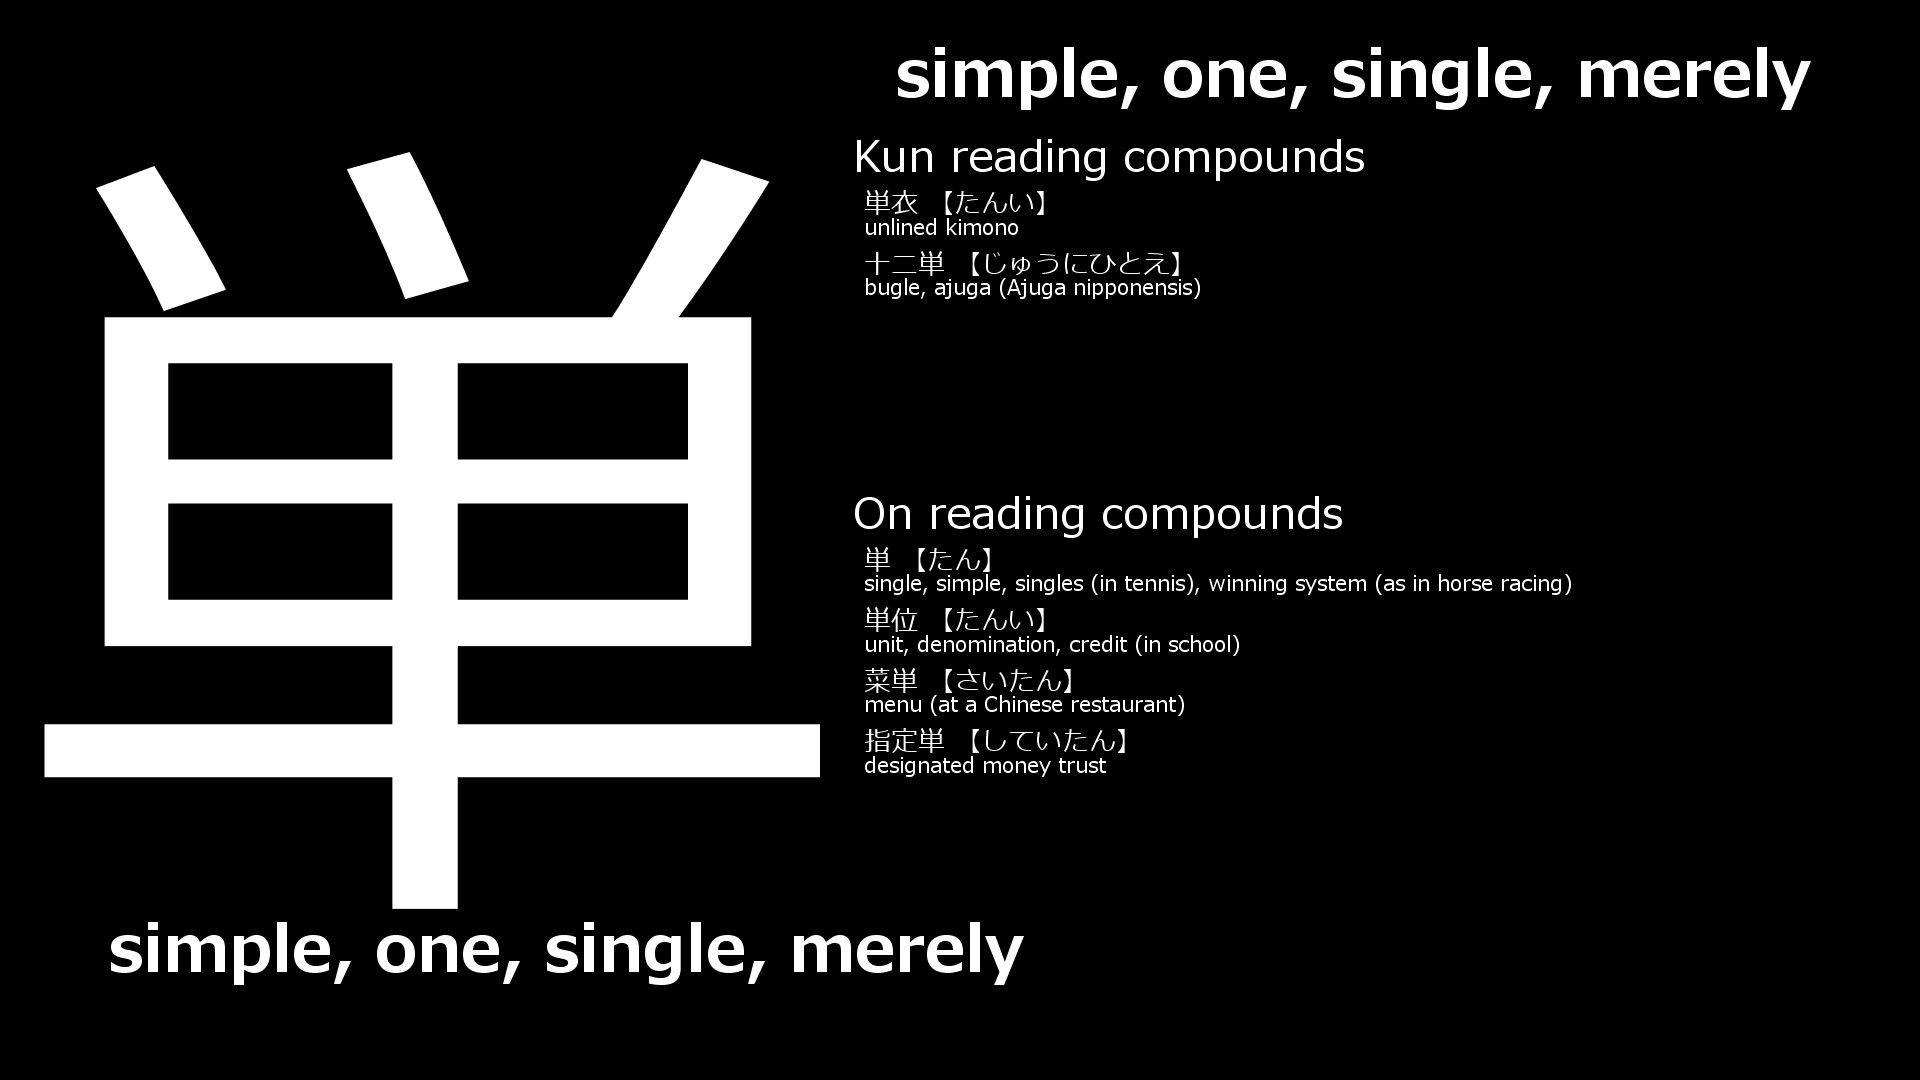 単
simple, one, single, merely
simple, one, single, merely
Kun reading compounds
単衣 【たんい】
unlined kimono
十二単 【じゅうにひとえ】
bugle, ajuga (Ajuga nipponensis)
On reading compounds
単 【たん】
single, simple, singles (in tennis), winning system (as in horse racing)
単位 【たんい】
unit, denomination, credit (in school)
菜単 【さいたん】
menu (at a Chinese restaurant)
指定単 【していたん】
designated money trust